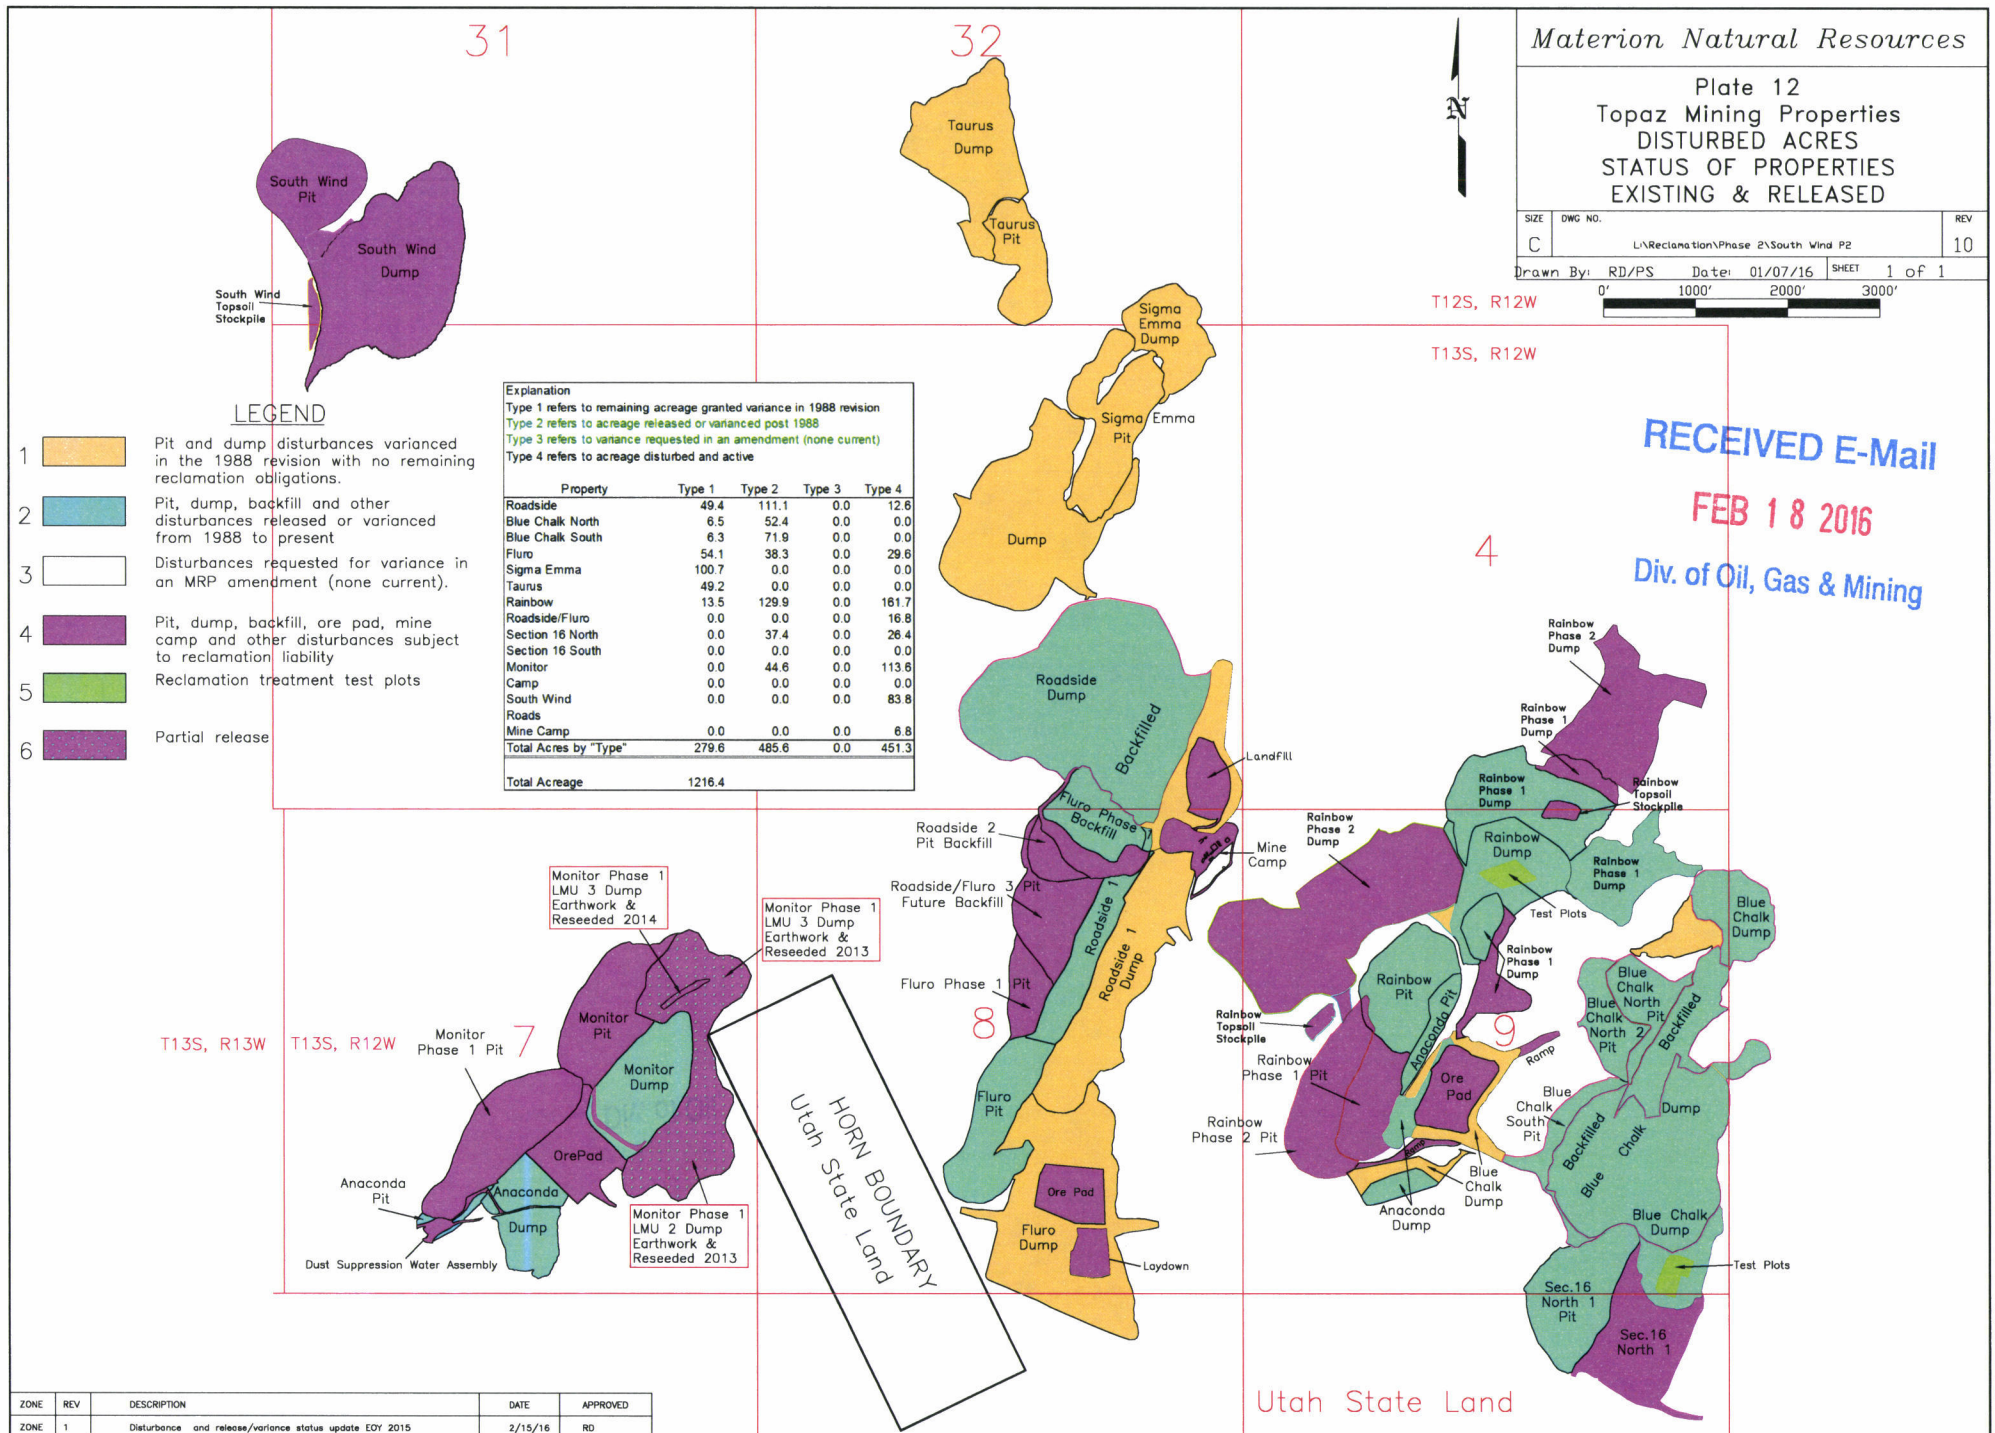 Materion Natural Resources
Plate 12
Topaz Mining Properties
DISTURBED ACRES
STATUS OF PROPERTIES
EXISTING & RELEASED
SIZE DWG NO. REV
C L:\Reclamation\Phase 2\South Wind P2 10
Drawn By: RD/PS Date: 01/07/16 SHEET 1 of 1
0' 1000' 2000' 3000'
N
31
32
T12S, R12W
T13S, R12W
4
RECEIVED E-Mail
FEB 18 2016
Div. of Oil, Gas & Mining
Taurus
Dump
Taurus
Pit
South Wind
Pit
South Wind
Dump
South Wind
Topsoil
Stockpile
Sigma
Emma
Dump
Sigma Emma
Pit
Dump
LEGEND
1 Pit and dump disturbances varianced
in the 1988 revision with no remaining
reclamation obligations.
2 Pit, dump, backfill and other
disturbances released or varianced
from 1988 to present
3 Disturbances requested for variance in
an MRP amendment (none current).
4 Pit, dump, backfill, ore pad, mine
camp and other disturbances subject
to reclamation liability
5 Reclamation treatment test plots
6 Partial release
Explanation
Type 1 refers to remaining acreage granted variance in 1988 revision
Type 2 refers to acreage released or varianced post 1988
Type 3 refers to variance requested in an amendment (none current)
Type 4 refers to acreage disturbed and active
Property Type 1 Type 2 Type 3 Type 4
Roadside 49.4 111.1 0.0 12.6
Blue Chalk North 6.5 52.4 0.0 0.0
Blue Chalk South 6.3 71.9 0.0 0.0
Fluro 54.1 38.3 0.0 29.6
Sigma Emma 100.7 0.0 0.0 0.0
Taurus 49.2 0.0 0.0 0.0
Rainbow 13.5 129.9 0.0 161.7
Roadside/Fluro 0.0 0.0 0.0 16.8
Section 16 North 0.0 37.4 0.0 26.4
Section 16 South 0.0 0.0 0.0 0.0
Monitor 0.0 44.6 0.0 113.6
Camp 0.0 0.0 0.0 0.0
South Wind 0.0 0.0 0.0 83.8
Roads
Mine Camp 0.0 0.0 0.0 6.8
Total Acres by "Type" 279.6 485.6 0.0 451.3
Total Acreage 1216.4
Roadside
Dump
Backfilled
Landfill
Fluro Phase 1
Backfill
Roadside 2
Pit Backfill
Mine
Camp
Roadside/Fluro 3 Pit
Future Backfill
Roadside 1
Roadside 1
Dump
Fluro Phase 1 Pit
8
Fluro
Pit
Ore Pad
Fluro
Dump
Laydown
Rainbow
Phase 2
Dump
Rainbow
Phase 1
Dump
Rainbow
Phase 1
Dump
Rainbow
Topsoil
Stockpile
Rainbow
Phase 2
Dump
Rainbow
Dump
Rainbow
Phase 1
Dump
Test Plots
Blue
Chalk
Dump
Rainbow
Phase 1
Dump
Rainbow
Pit
Anaconda Pit
Rainbow
Topsoil
Stockpile
Rainbow
Phase 1 Pit
Rainbow
Phase 2 Pit
9
Ramp
Ore
Pad
Ramp
Blue
Chalk
Dump
Anaconda
Dump
Blue
Chalk
North
Pit
Blue
Chalk
North 2
Pit
Backfilled
Blue
Chalk
South
Pit
Backfilled
Blue Chalk Dump
Blue Chalk
Dump
Test Plots
Sec.16
North 1
Pit
Sec.16
North 1
Utah State Land
T13S, R13W T13S, R12W
7
Monitor Phase 1
LMU 3 Dump
Earthwork &
Reseeded 2014
Monitor Phase 1
LMU 3 Dump
Earthwork &
Reseeded 2013
Monitor
Pit
Monitor
Phase 1 Pit
Monitor
Dump
OrePad
Anaconda
Pit
Anaconda
Dump
Dust Suppression Water Assembly
Monitor Phase 1
LMU 2 Dump
Earthwork &
Reseeded 2013
HORN BOUNDARY
Utah State Land
ZONE REV DESCRIPTION DATE APPROVED
ZONE 1 Disturbance and release/variance status update EOY 2015 2/15/16 RD